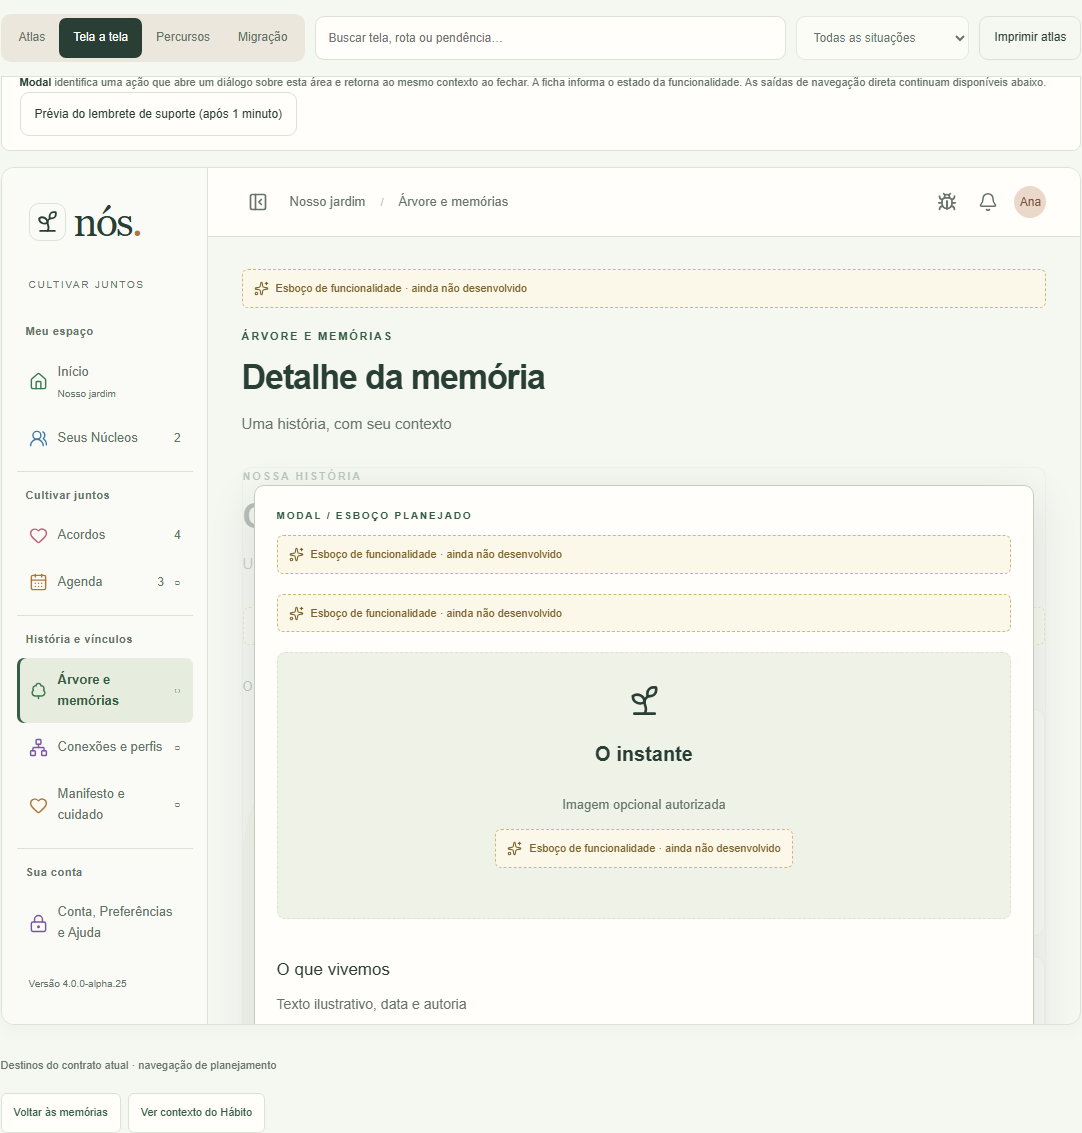 Atlas
Tela a tela
Percursos
Migração
Buscar tela, rota ou pendência...
Todas as situações
Imprimir atlas
Modal identifica uma ação que abre um diálogo sobre esta área e retorna ao mesmo contexto ao fechar. A ficha informa o estado da funcionalidade. As saídas de navegação direta continuam disponíveis abaixo.
Prévia do lembrete de suporte (após 1 minuto)
nós.
CULTIVAR JUNTOS
Meu espaço
Início
Nosso jardim
Seus Núcleos 2
Cultivar juntos
Acordos 4
Agenda 3
História e vínculos
Árvore e
memórias
Conexões e perfis
Manifesto e
cuidado
Sua conta
Conta, Preferências
e Ajuda
Versão 4.0.0-alpha.25
Nosso jardim / Árvore e memórias
Ana
Esboço de funcionalidade · ainda não desenvolvido
ÁRVORE E MEMÓRIAS
Detalhe da memória
Uma história, com seu contexto
NOSSA HISTÓRIA
MODAL / ESBOÇO PLANEJADO
Esboço de funcionalidade · ainda não desenvolvido
Esboço de funcionalidade · ainda não desenvolvido
O instante
Imagem opcional autorizada
Esboço de funcionalidade · ainda não desenvolvido
O que vivemos
Texto ilustrativo, data e autoria
Destinos do contrato atual · navegação de planejamento
Voltar às memórias
Ver contexto do Hábito